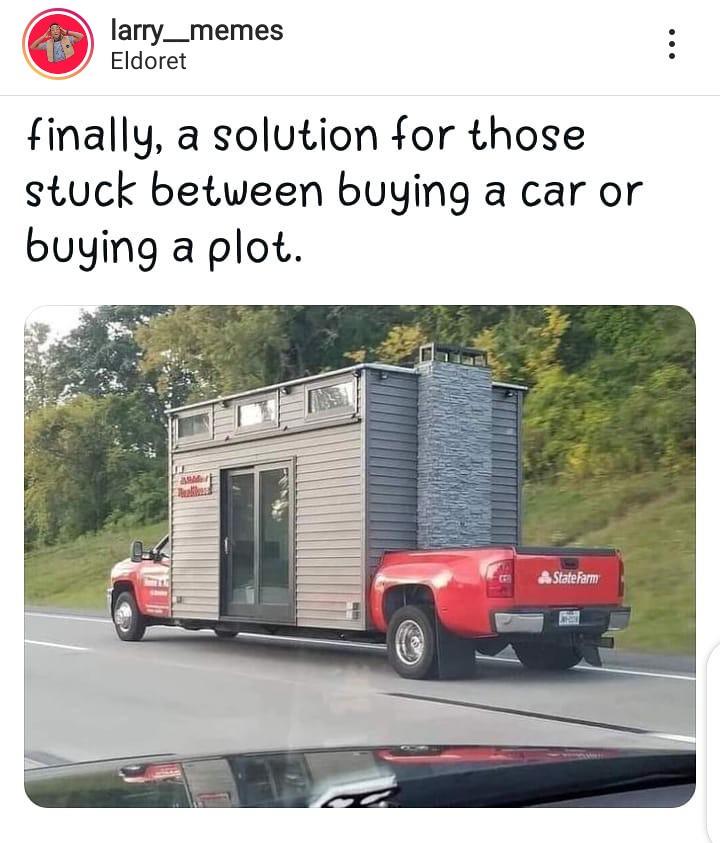 larry__memes
Eldoret
finally, a solution for those
stuck between buying a car or
buying a plot.
StateFarm